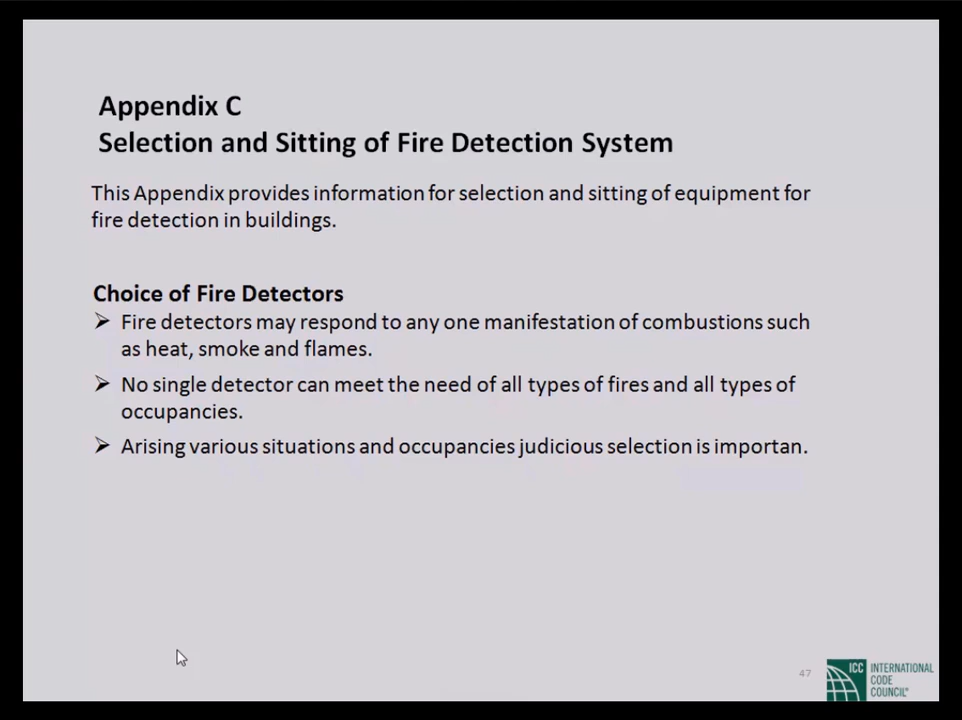 Appendix C
Selection and Sitting of Fire Detection System
This Appendix provides information for selection and sitting of equipment for
fire detection in buildings.
Choice of Fire Detectors
➢ Fire detectors may respond to any one manifestation of combustions such
as heat, smoke and flames.
➢ No single detector can meet the need of all types of fires and all types of
occupancies.
➢ Arising various situations and occupancies judicious selection is importan.
47
ICC INTERNATIONAL
CODE
COUNCIL®